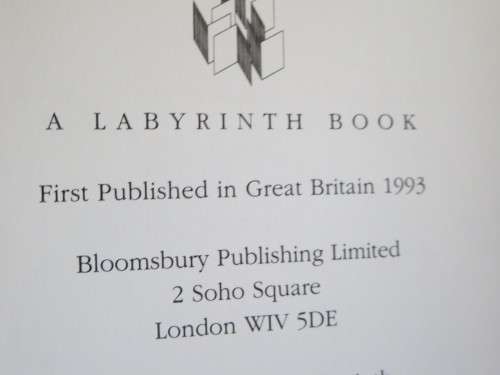 A LABYRINTH BOOK
First Published in Great Britain 1993
Bloomsbury Publishing Limited
2 Soho Square
London WIV 5DE